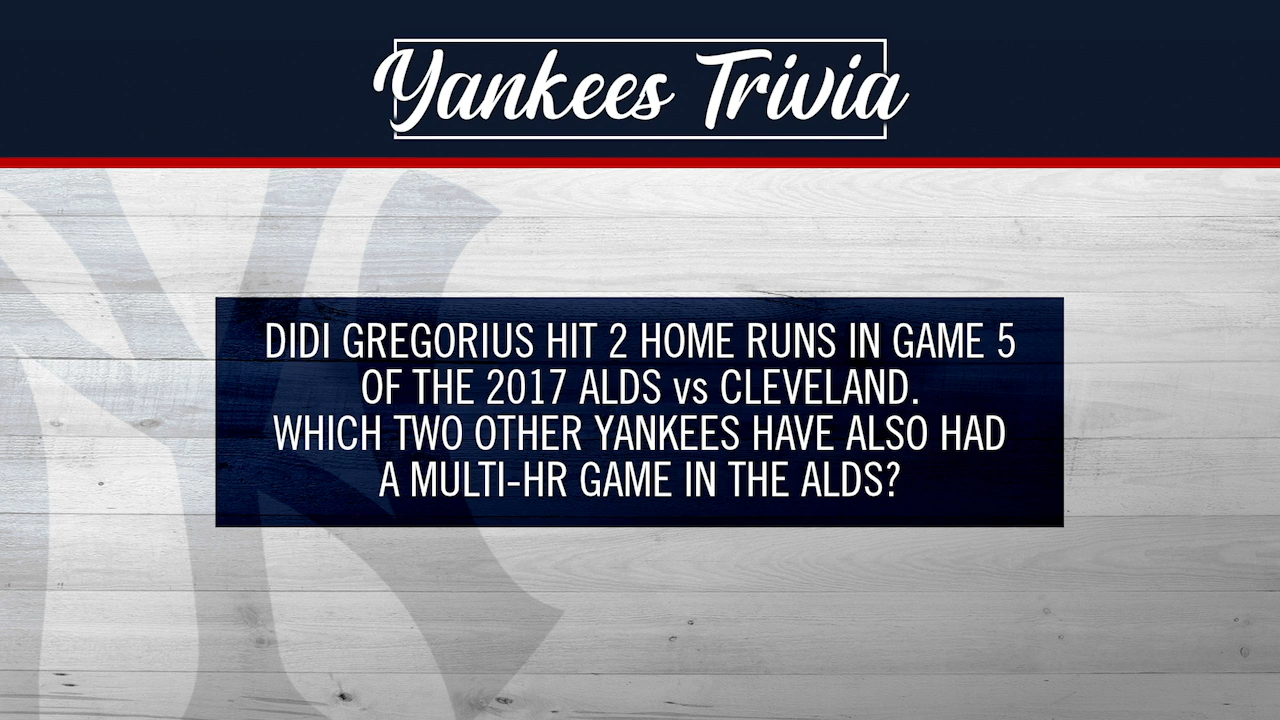 Yankees Trivia
DIDI GREGORIUS HIT 2 HOME RUNS IN GAME 5
OF THE 2017 ALDS vs CLEVELAND.
WHICH TWO OTHER YANKEES HAVE ALSO HAD
A MULTI-HR GAME IN THE ALDS?